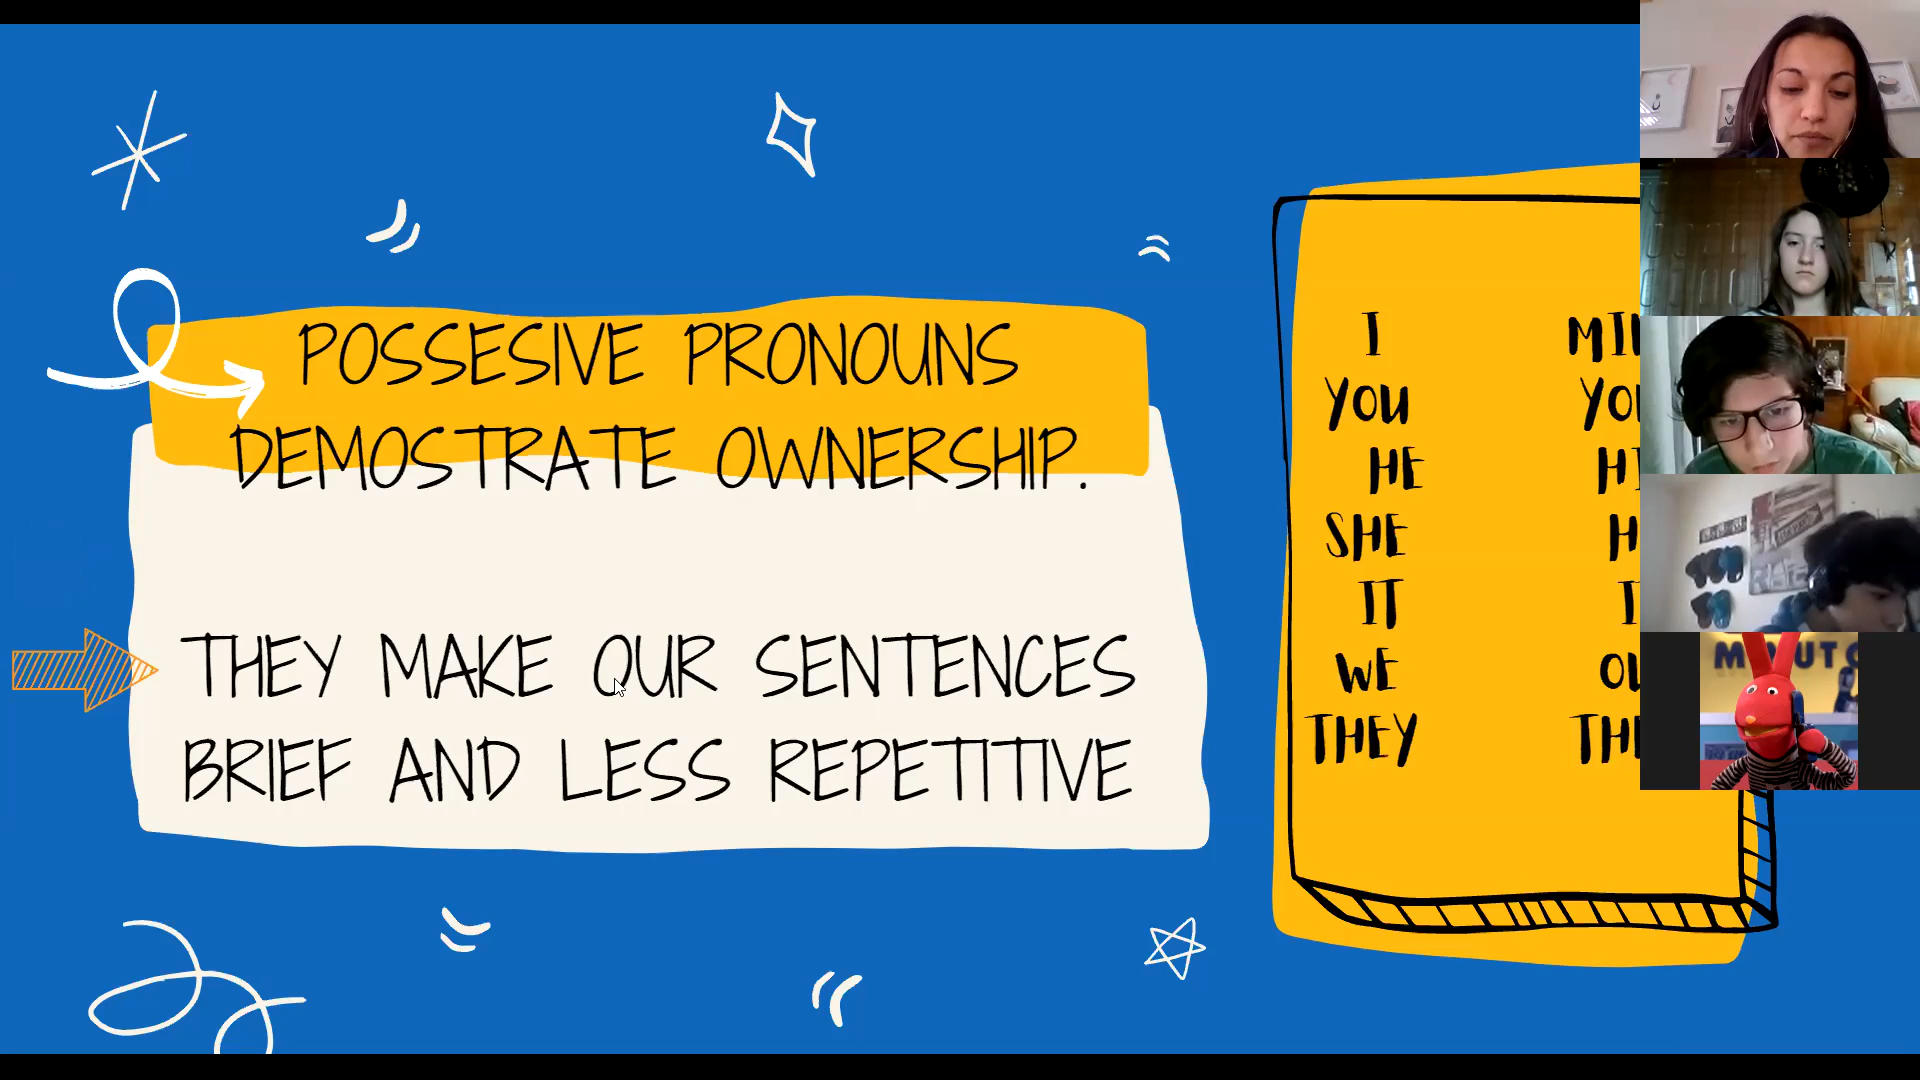 POSSESIVE PRONOUNS
DEMOSTRATE OWNERSHIP.
THEY MAKE OUR SENTENCES
BRIEF AND LESS REPETITIVE
I
YOU
HE
SHE
IT
WE
THEY